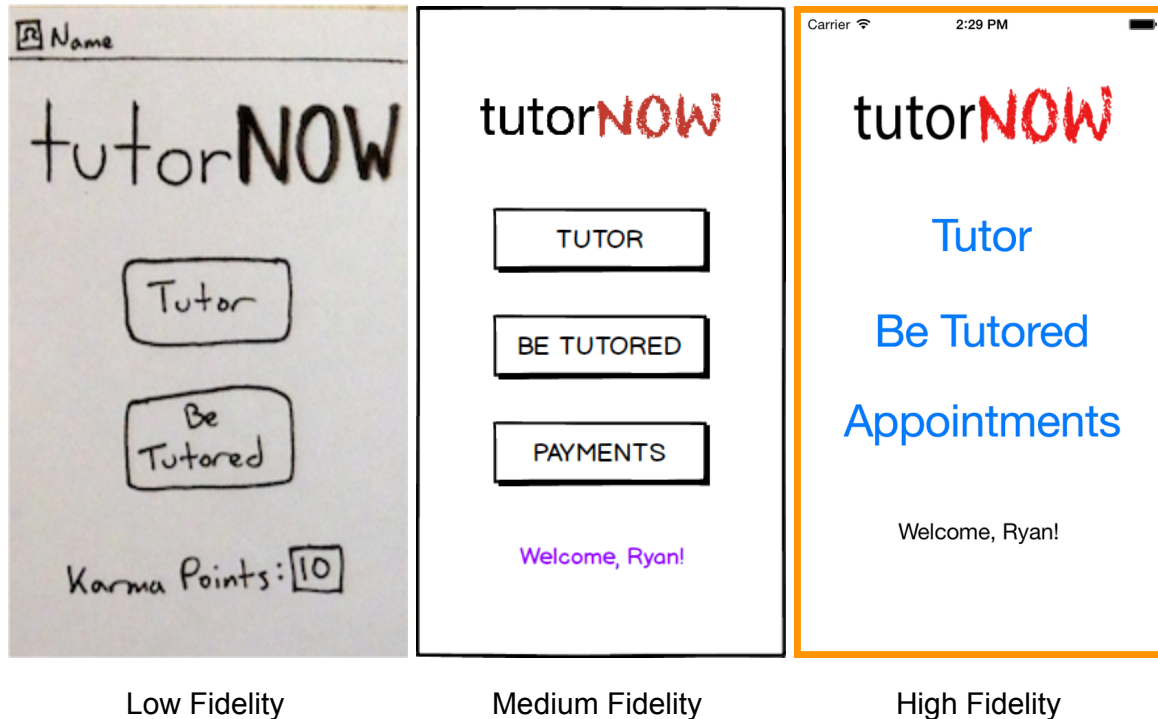 Name
tutorNOW
Tutor
Be
Tutored
Karma Points: 10
Low Fidelity
tutorNOW
TUTOR
BE TUTORED
PAYMENTS
Welcome, Ryan!
Medium Fidelity
Carrier 2:29 PM
tutorNOW
Tutor
Be Tutored
Appointments
Welcome, Ryan!
High Fidelity